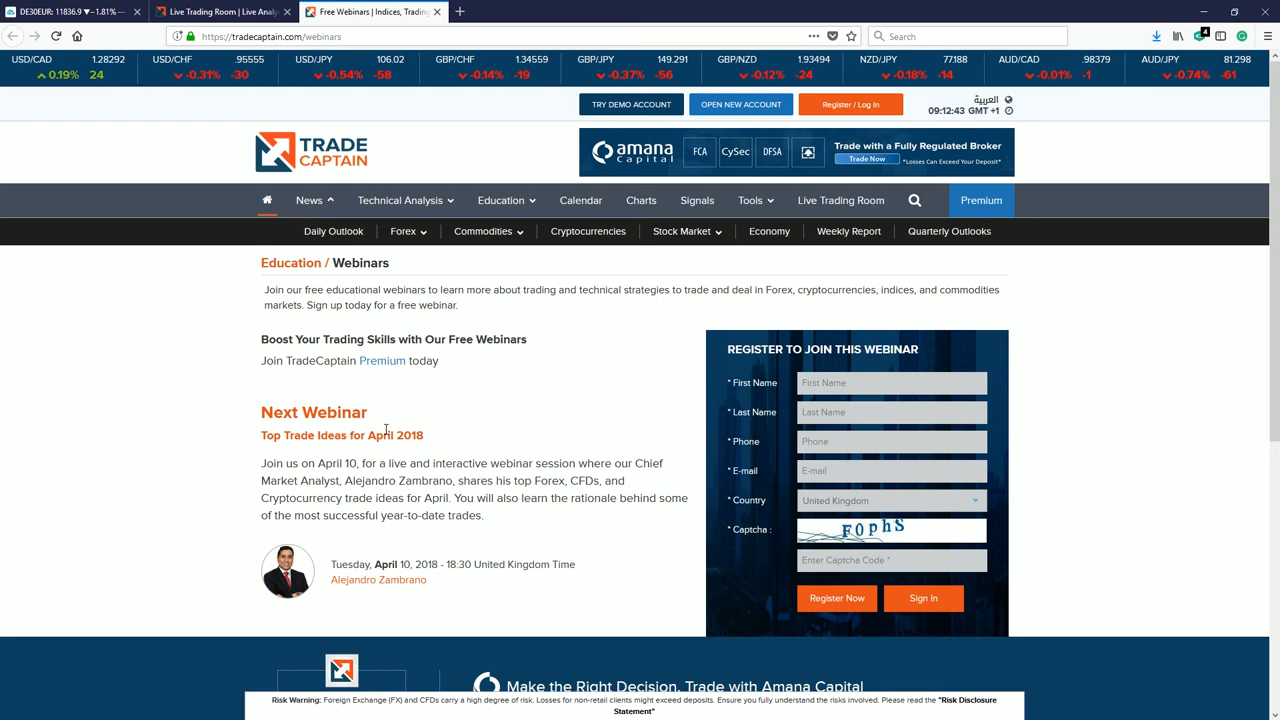 DE30EUR: 11836.9 ▼−1.81% —
Live Trading Room | Live Analy
Free Webinars | Indices, Trading
https://tradecaptain.com/webinars
Search
4
USD/CAD 1.28292 USD/CHF .95555 USD/JPY 106.02 GBP/CHF 1.34559 GBP/JPY 149.291 GBP/NZD 1.93494 NZD/JPY 77.188 AUD/CAD .98379 AUD/JPY 81.298
0.19% 24 -0.31% -30 -0.54% -58 -0.14% -19 -0.37% -56 -0.12% -24 -0.18% -14 -0.01% -1 -0.74% -61
TRY DEMO ACCOUNT OPEN NEW ACCOUNT Register / Log In العربية
09:12:43 GMT +1
TRADE
CAPTAIN
amana
capital
FCA CySec DFSA
Trade with a Fully Regulated Broker
Trade Now *Losses Can Exceed Your Deposit*
News Technical Analysis Education Calendar Charts Signals Tools Live Trading Room Premium
Daily Outlook Forex Commodities Cryptocurrencies Stock Market Economy Weekly Report Quarterly Outlooks
Education / Webinars
Join our free educational webinars to learn more about trading and technical strategies to trade and deal in Forex, cryptocurrencies, indices, and commodities
markets. Sign up today for a free webinar.
Boost Your Trading Skills with Our Free Webinars
Join TradeCaptain Premium today
Next Webinar
Top Trade Ideas for April 2018
Join us on April 10, for a live and interactive webinar session where our Chief
Market Analyst, Alejandro Zambrano, shares his top Forex, CFDs, and
Cryptocurrency trade ideas for April. You will also learn the rationale behind some
of the most successful year-to-date trades.
Tuesday, April 10, 2018 - 18:30 United Kingdom Time
Alejandro Zambrano
REGISTER TO JOIN THIS WEBINAR
* First Name First Name
* Last Name Last Name
* Phone Phone
* E-mail E-mail
* Country United Kingdom
* Captcha : F0phS
Enter Captcha Code *
Register Now Sign In
Make the Right Decision, Trade with Amana Capital
Risk Warning: Foreign Exchange (FX) and CFDs carry a high degree of risk. Losses for non-retail clients might exceed deposits. Ensure you fully understand the risks involved. Please read the "Risk Disclosure
Statement"